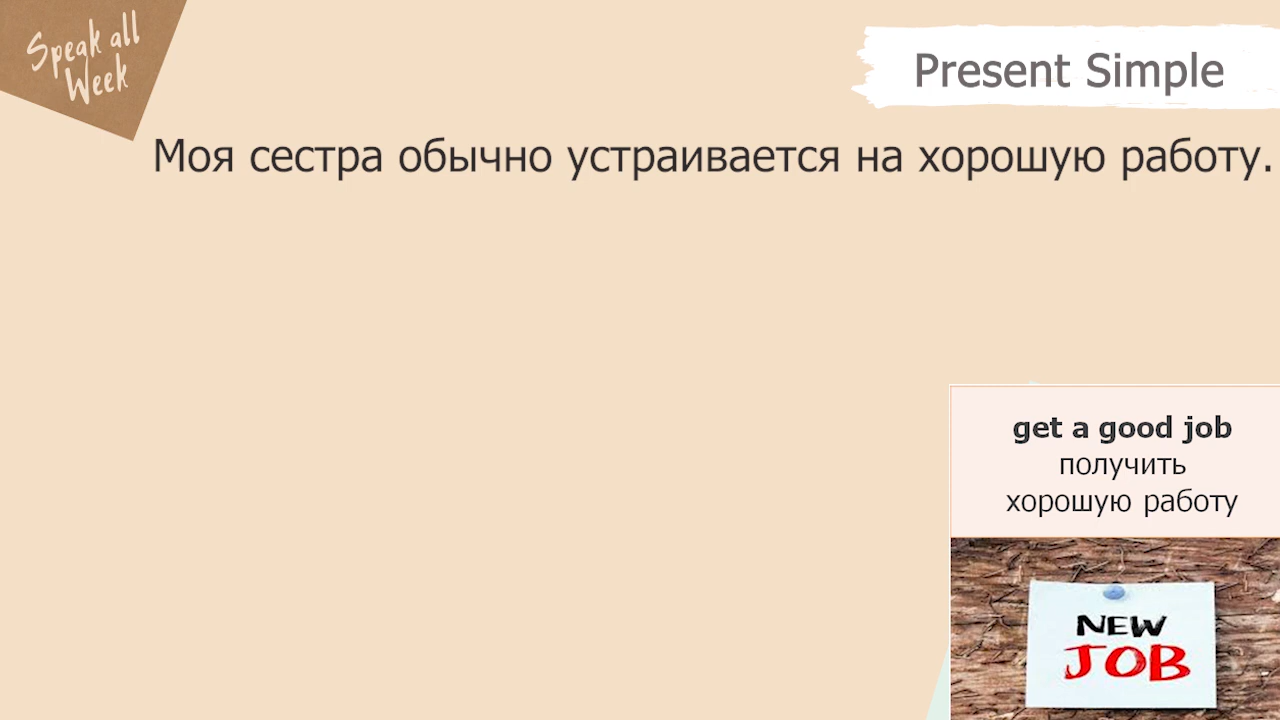 Speak all
Week
Present Simple
Моя сестра обычно устраивается на хорошую работу.
get a good job
получить
хорошую работу
NEW
JOB